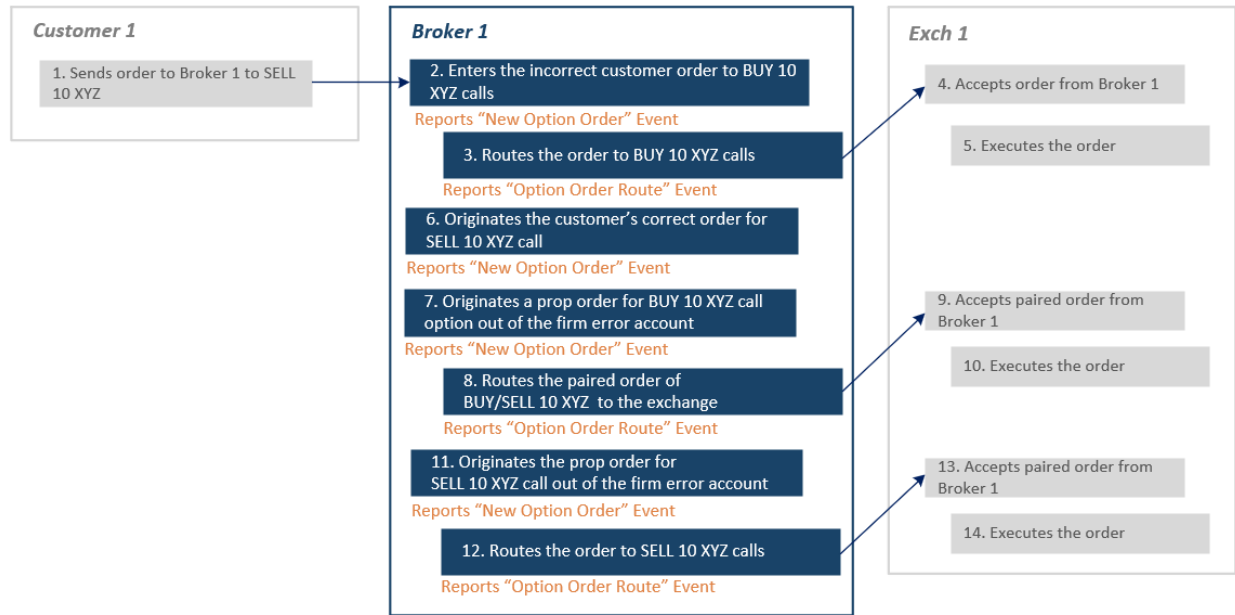 Customer 1
1. Sends order to Broker 1 to SELL
10 XYZ
Broker 1
2. Enters the incorrect customer order to BUY 10
XYZ calls
Reports “New Option Order” Event
3. Routes the order to BUY 10 XYZ calls
Reports “Option Order Route” Event
6. Originates the customer’s correct order for
SELL 10 XYZ call
Reports “New Option Order” Event
7. Originates a prop order for BUY 10 XYZ call
option out of the firm error account
Reports “New Option Order” Event
8. Routes the paired order of
BUY/SELL 10 XYZ to the exchange
Reports “Option Order Route” Event
11. Originates the prop order for
SELL 10 XYZ call out of the firm error account
Reports “New Option Order” Event
12. Routes the order to SELL 10 XYZ calls
Reports “Option Order Route” Event
Exch 1
4. Accepts order from Broker 1
5. Executes the order
9. Accepts paired order from
Broker 1
10. Executes the order
13. Accepts paired order from
Broker 1
14. Executes the order